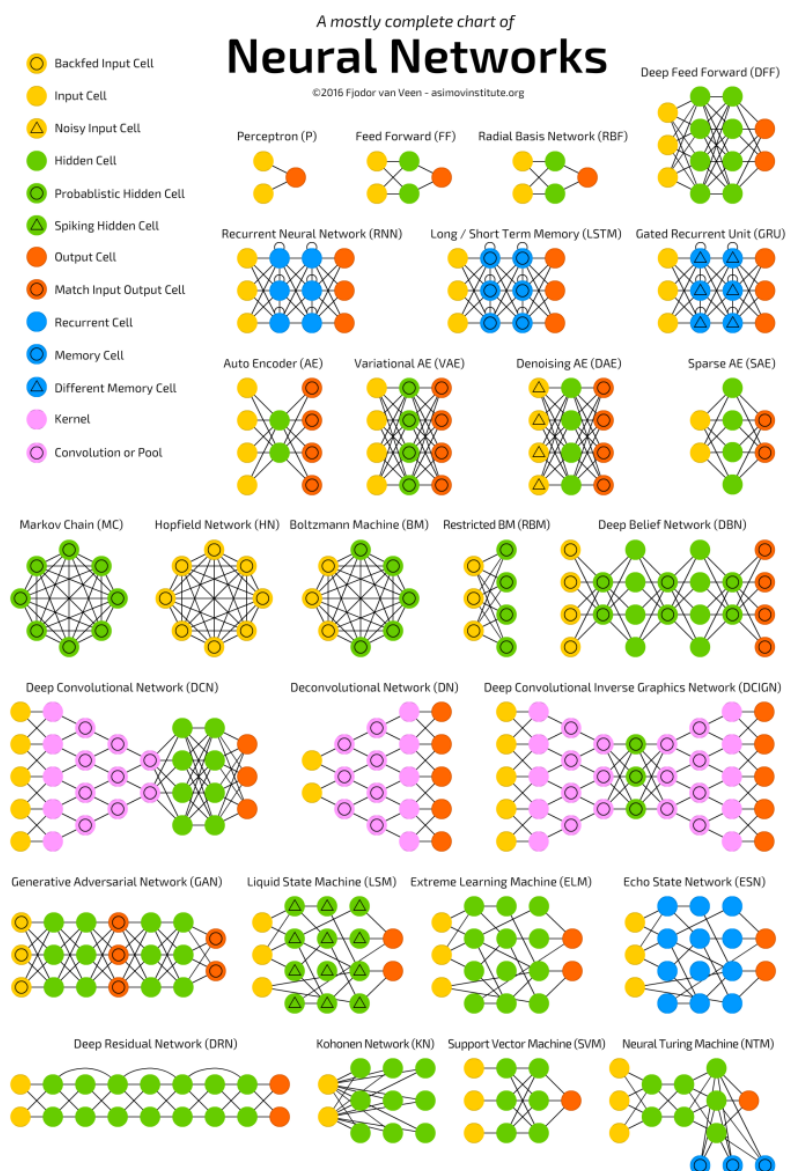 A mostly complete chart of
Neural Networks
©2016 Fjodor van Veen - asimovinstitute.org
Backfed Input Cell
Input Cell
Noisy Input Cell
Hidden Cell
Probablistic Hidden Cell
Spiking Hidden Cell
Output Cell
Match Input Output Cell
Recurrent Cell
Memory Cell
Different Memory Cell
Kernel
Convolution or Pool
Deep Feed Forward (DFF)
Perceptron (P)
Feed Forward (FF)
Radial Basis Network (RBF)
Recurrent Neural Network (RNN)
Long / Short Term Memory (LSTM)
Gated Recurrent Unit (GRU)
Auto Encoder (AE)
Variational AE (VAE)
Denoising AE (DAE)
Sparse AE (SAE)
Markov Chain (MC)
Hopfield Network (HN)
Boltzmann Machine (BM)
Restricted BM (RBM)
Deep Belief Network (DBN)
Deep Convolutional Network (DCN)
Deconvolutional Network (DN)
Deep Convolutional Inverse Graphics Network (DCIGN)
Generative Adversarial Network (GAN)
Liquid State Machine (LSM)
Extreme Learning Machine (ELM)
Echo State Network (ESN)
Deep Residual Network (DRN)
Kohonen Network (KN)
Support Vector Machine (SVM)
Neural Turing Machine (NTM)